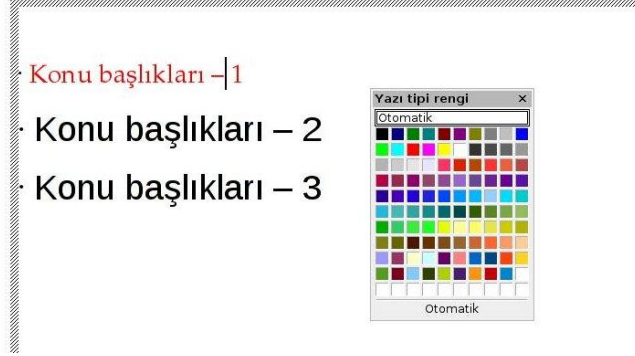 Konu başlıkları – 1
Konu başlıkları – 2
Konu başlıkları – 3
Yazı tipi rengi
Otomatik
Otomatik